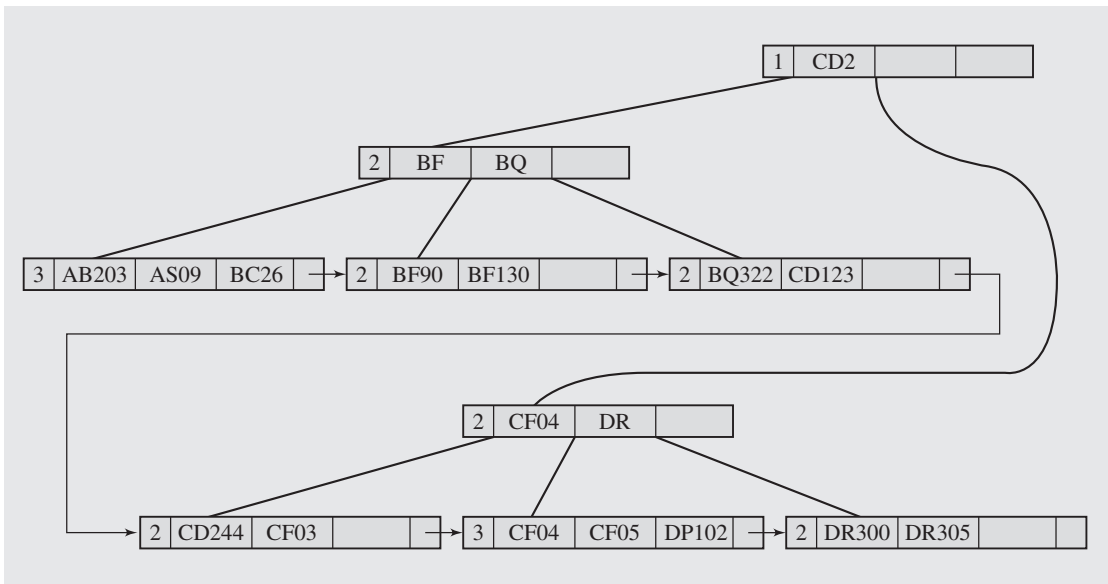 1 CD2
2 BF BQ
3 AB203 AS09 BC26
2 BF90 BF130
2 BQ322 CD123
2 CF04 DR
2 CD244 CF03
3 CF04 CF05 DP102
2 DR300 DR305